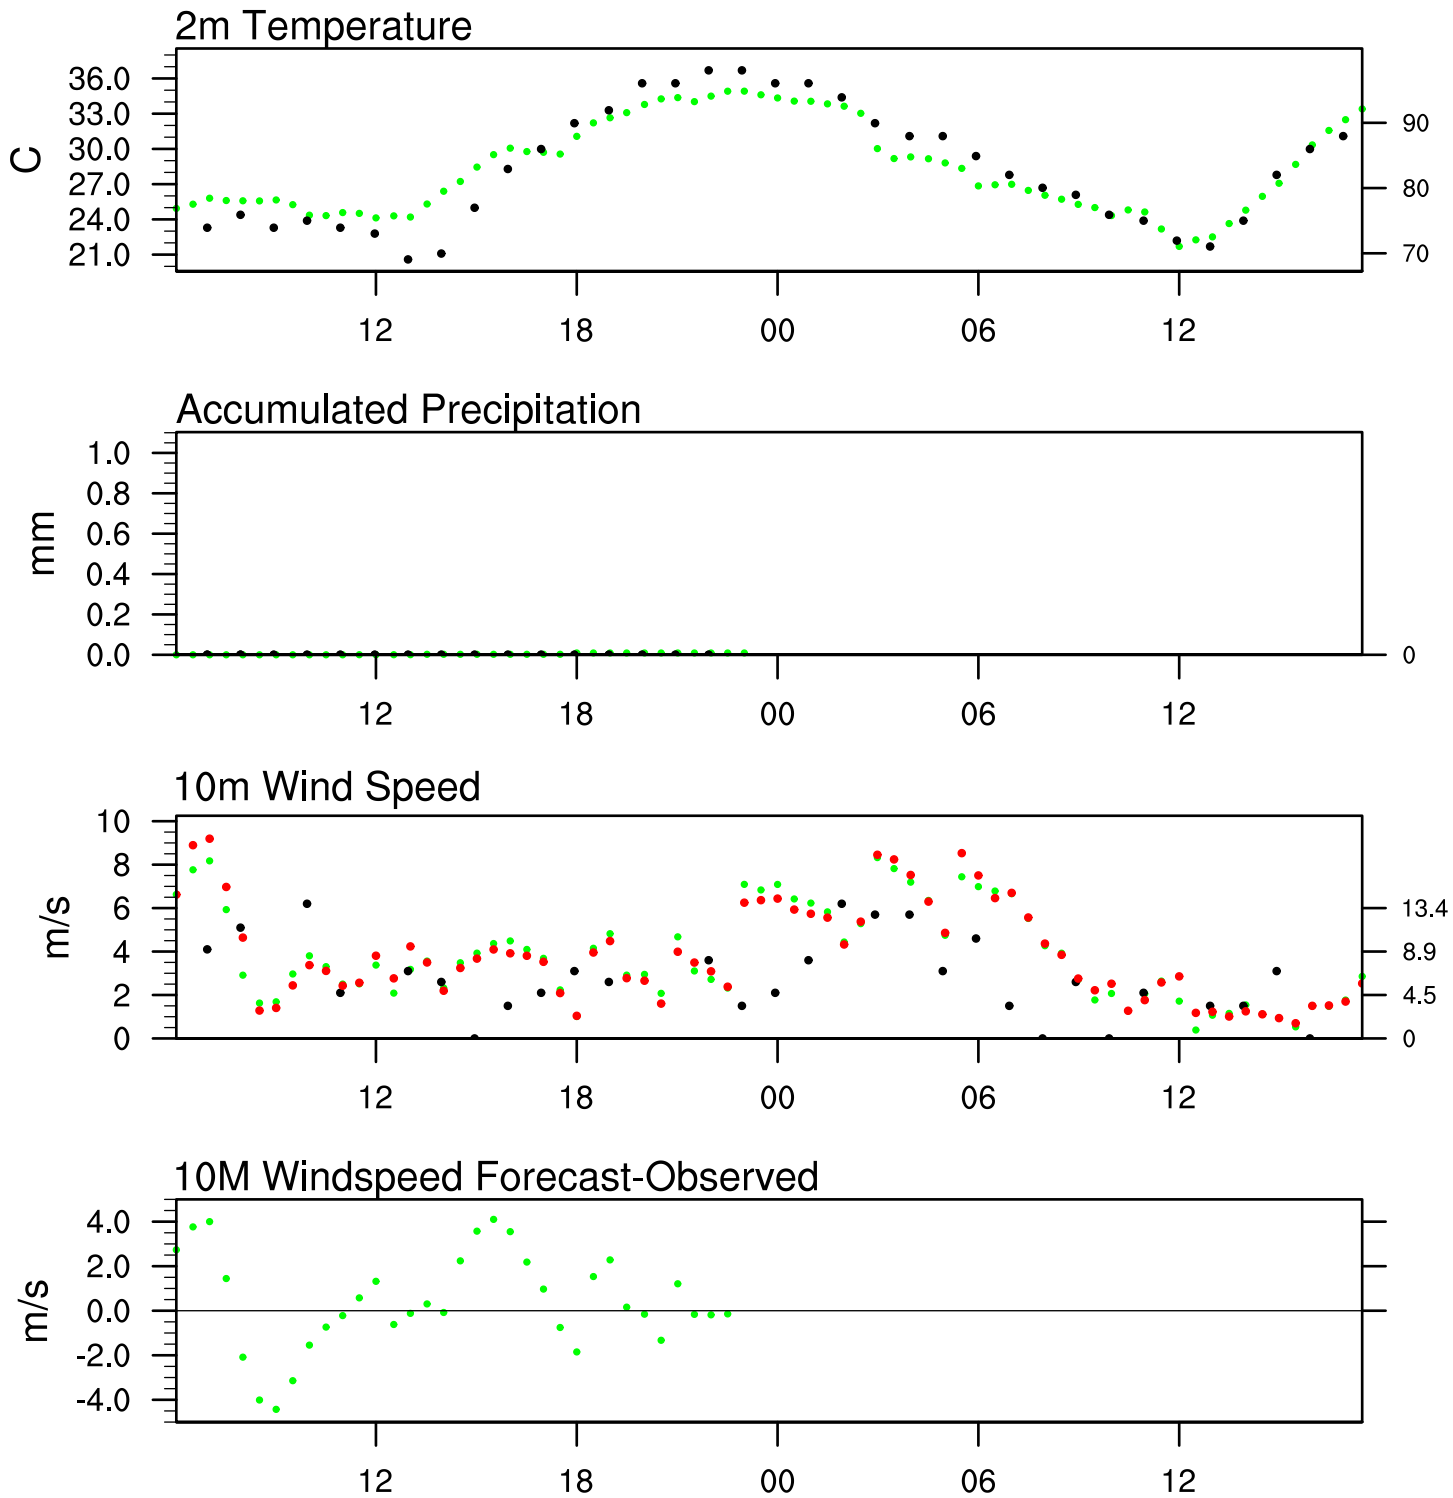 2m Temperature
C
36.0
33.0
30.0
27.0
24.0
21.0
90
80
70
12 18 00 06 12
Accumulated Precipitation
mm
1.0
0.8
0.6
0.4
0.2
0.0
0
12 18 00 06 12
10m Wind Speed
m/s
10
8
6
4
2
0
13.4
8.9
4.5
0
12 18 00 06 12
10M Windspeed Forecast-Observed
m/s
4.0
2.0
0.0
-2.0
-4.0
12 18 00 06 12